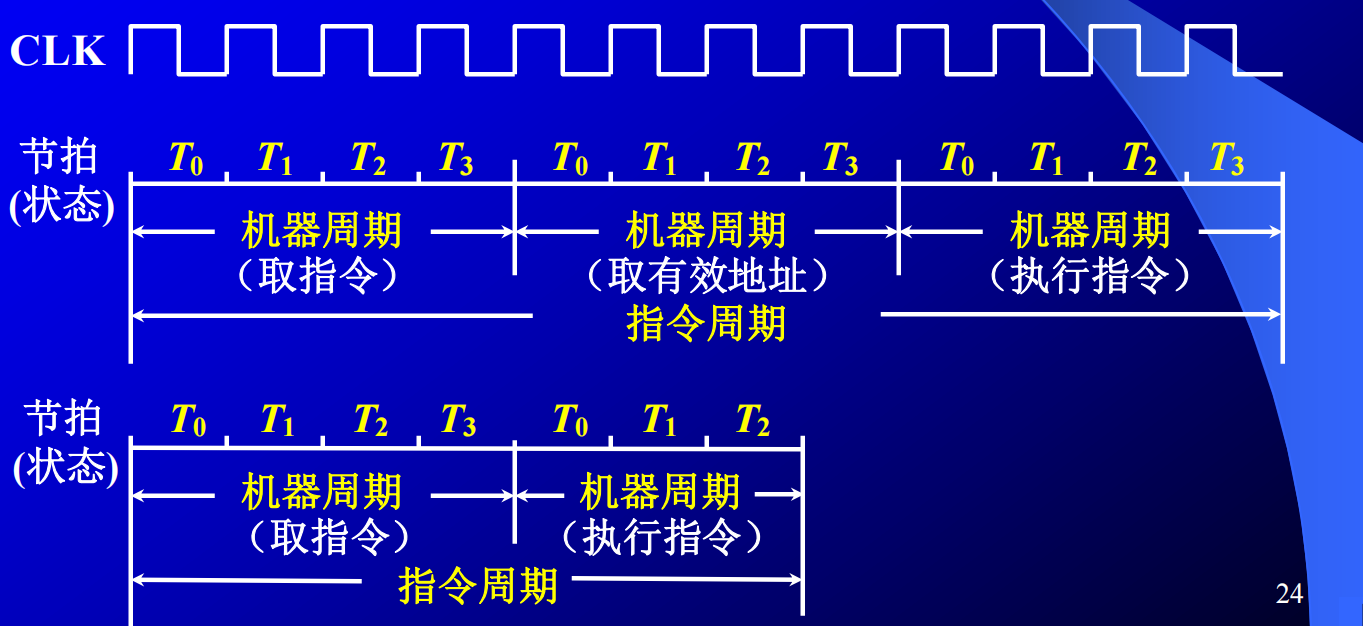 CLK
节拍
(状态)
T0 T1 T2 T3 T0 T1 T2 T3 T0 T1 T2 T3
机器周期 机器周期 机器周期
（取指令） （取有效地址） （执行指令）
指令周期
节拍
(状态)
T0 T1 T2 T3 T0 T1 T2
机器周期 机器周期
（取指令） （执行指令）
指令周期
24